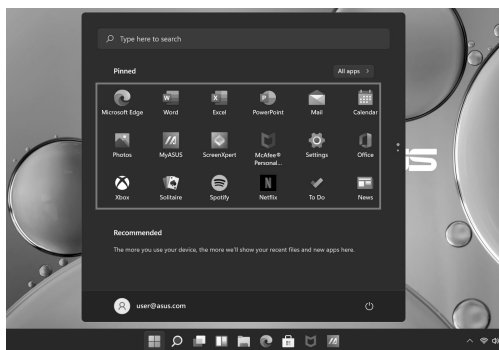 Type here to search
Pinned
All apps >
Microsoft Edge
Word
Excel
PowerPoint
Mail
Calendar
Photos
MyASUS
ScreenXpert
McAfee®
Personal...
Settings
Office
Xbox
Solitaire
Spotify
Netflix
To Do
News
Recommended
The more you use your device, the more we'll show your recent files and new apps here.
user@asus.com